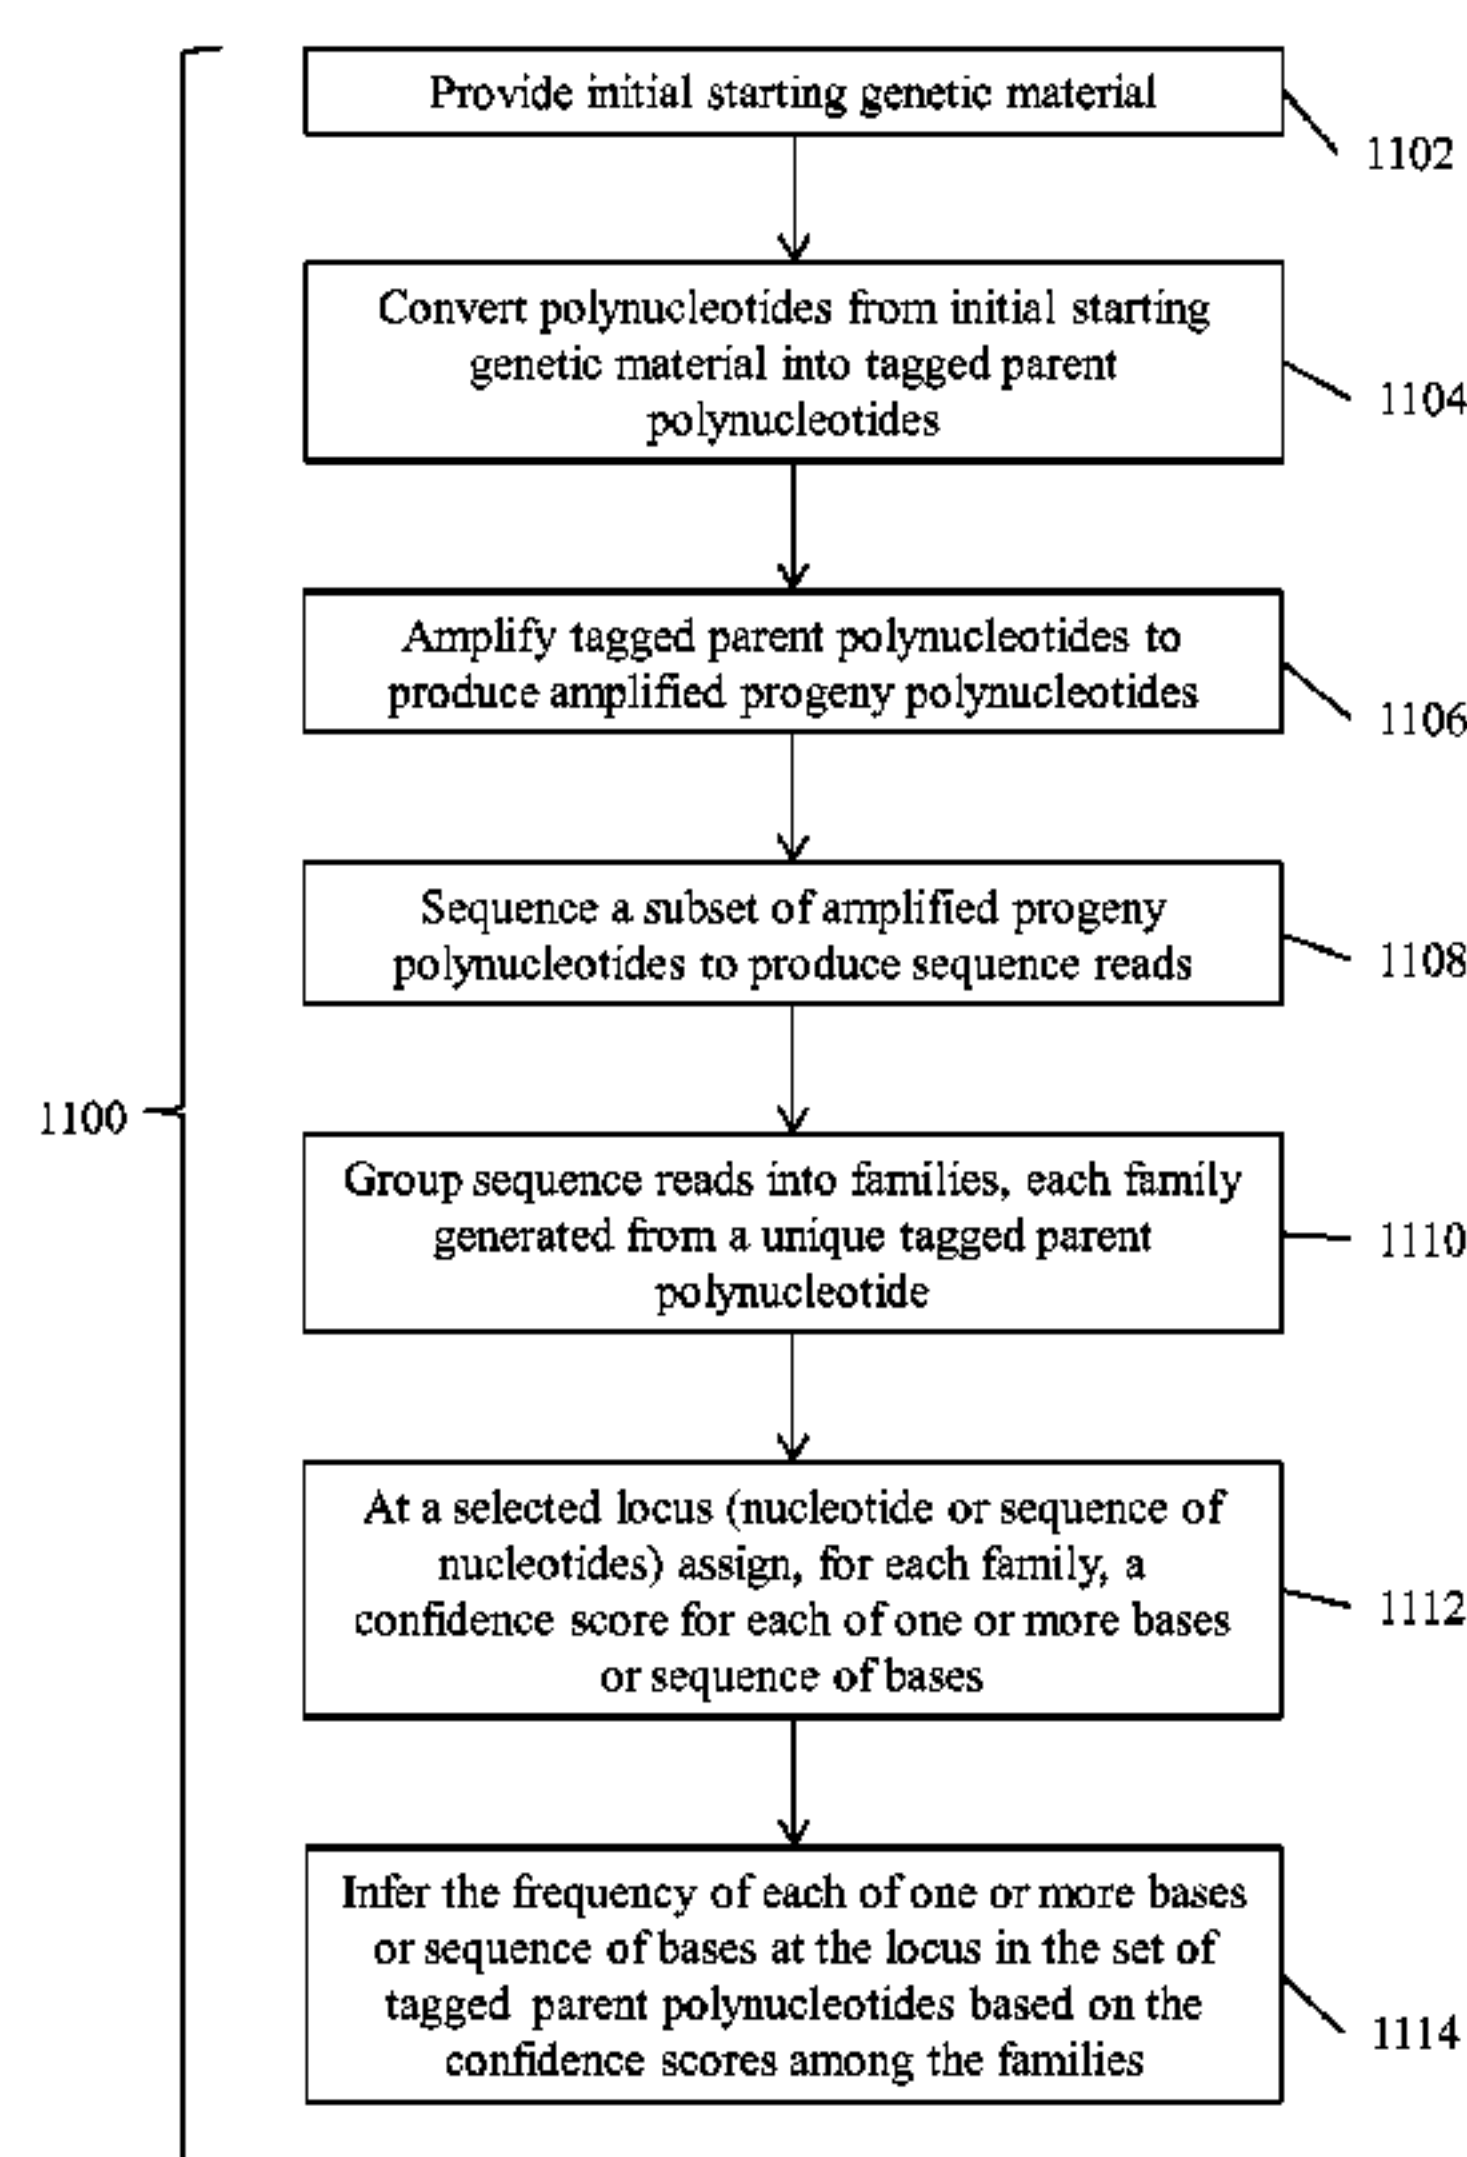 Provide initial starting genetic material
1102
Convert polynucleotides from initial starting
genetic material into tagged parent
polynucleotides
1104
Amplify tagged parent polynucleotides to
produce amplified progeny polynucleotides
1106
Sequence a subset of amplified progeny
polynucleotides to produce sequence reads
1108
1100
Group sequence reads into families, each family
generated from a unique tagged parent
polynucleotide
1110
At a selected locus (nucleotide or sequence of
nucleotides) assign, for each family, a
confidence score for each of one or more bases
or sequence of bases
1112
Infer the frequency of each of one or more bases
or sequence of bases at the locus in the set of
tagged parent polynucleotides based on the
confidence scores among the families
1114